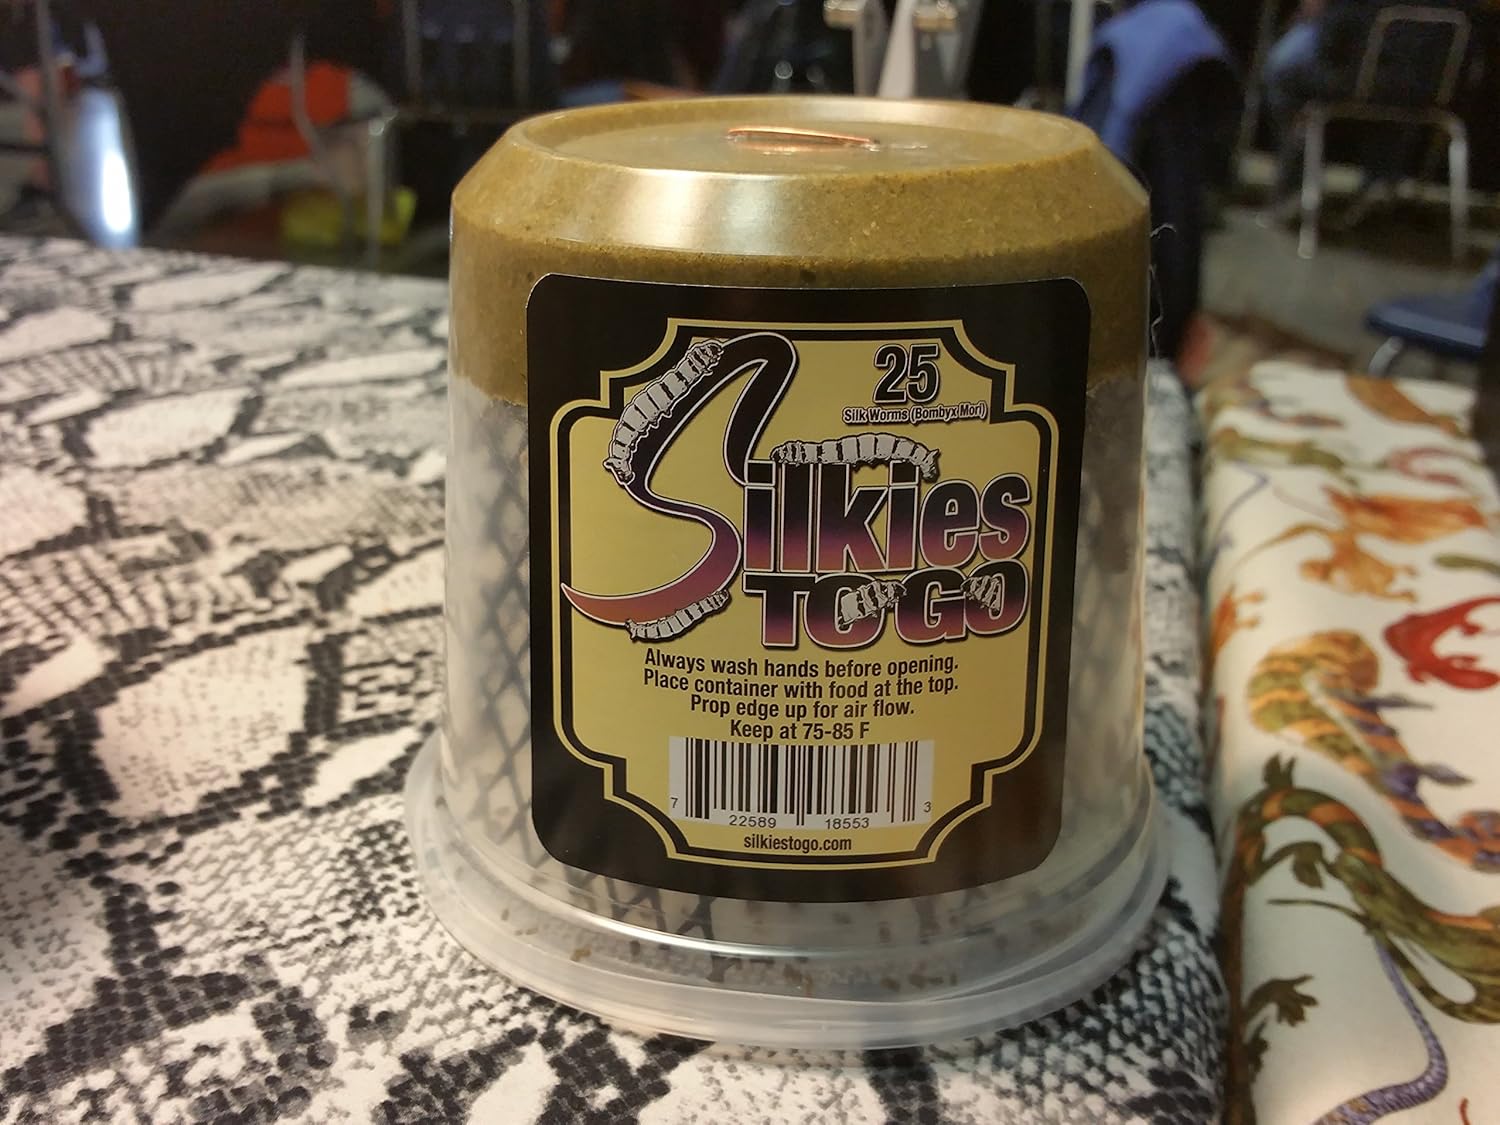 25
Silk Worms (Bombyx Mori)
Silkies
TO GO
Always wash hands before opening.
Place container with food at the top.
Prop edge up for air flow.
Keep at 75-85 F
7 22589 18553 3
silkiestogo.com